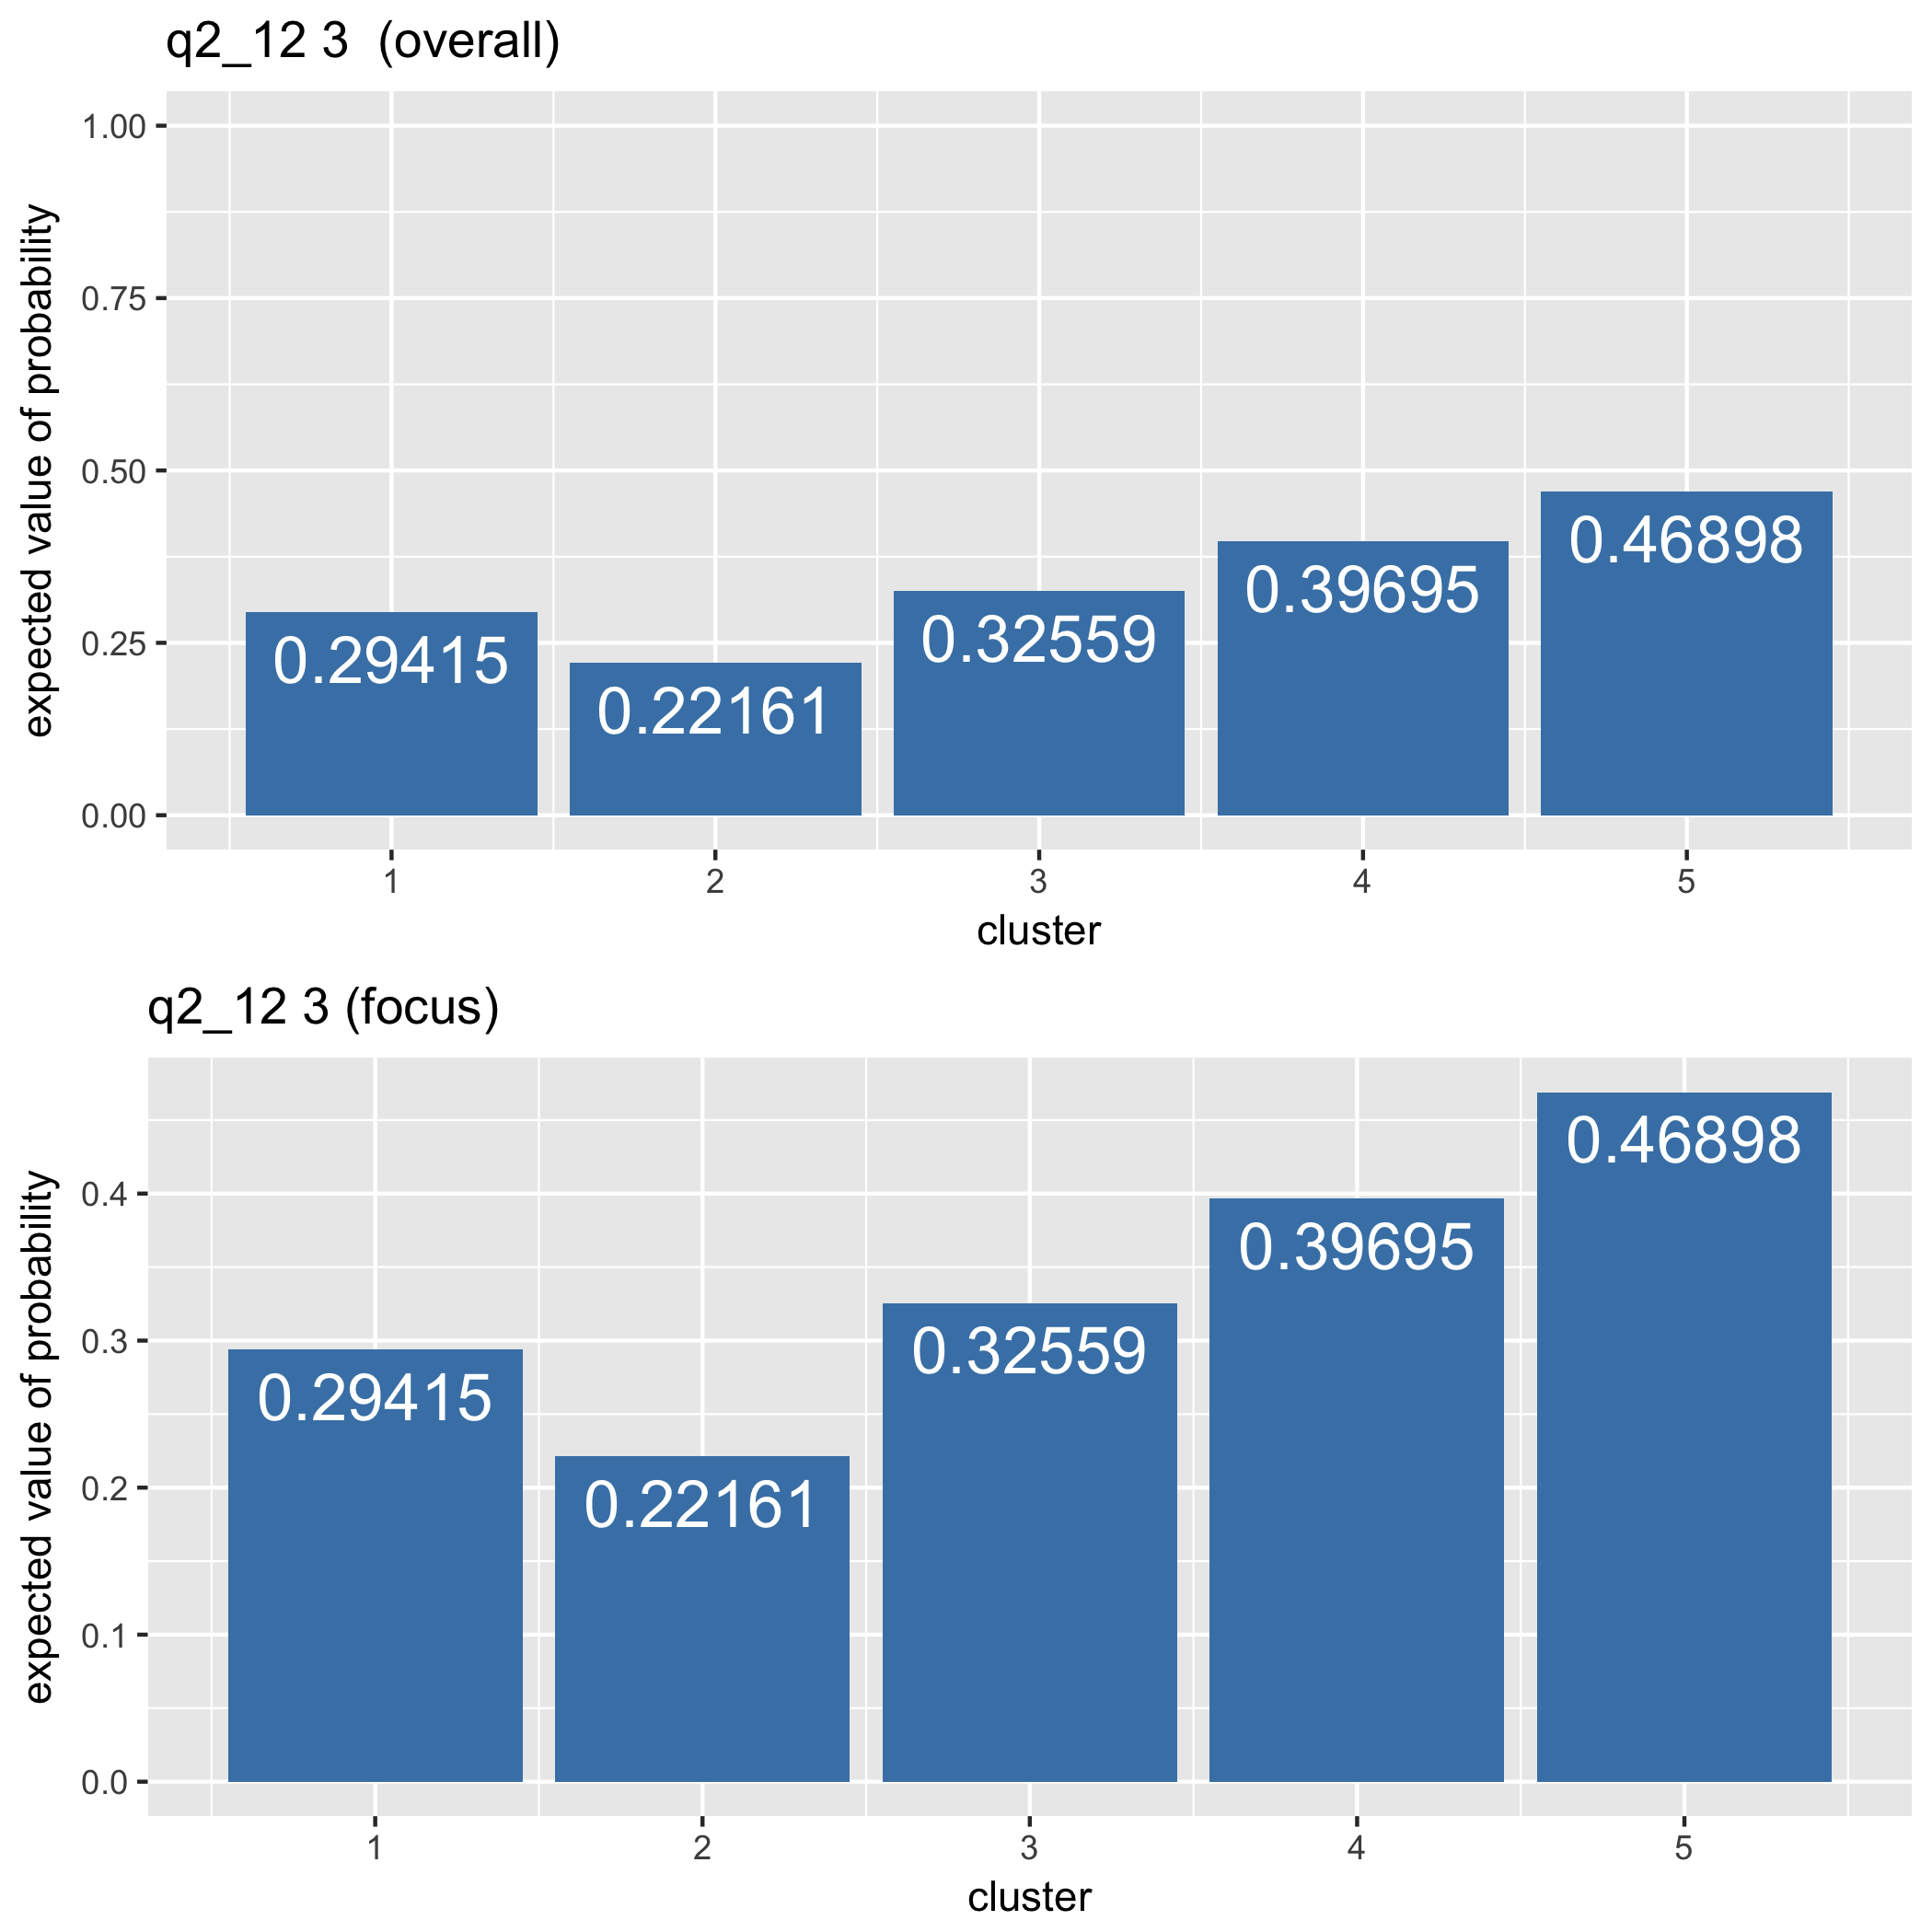 q2_12 3  (overall)
expected value of probability
1.00
0.75
0.50
0.25
0.00
0.29415
0.22161
0.32559
0.39695
0.46898
1 2 3 4 5
cluster
q2_12 3 (focus)
expected value of probability
0.4
0.3
0.2
0.1
0.0
0.29415
0.22161
0.32559
0.39695
0.46898
1 2 3 4 5
cluster